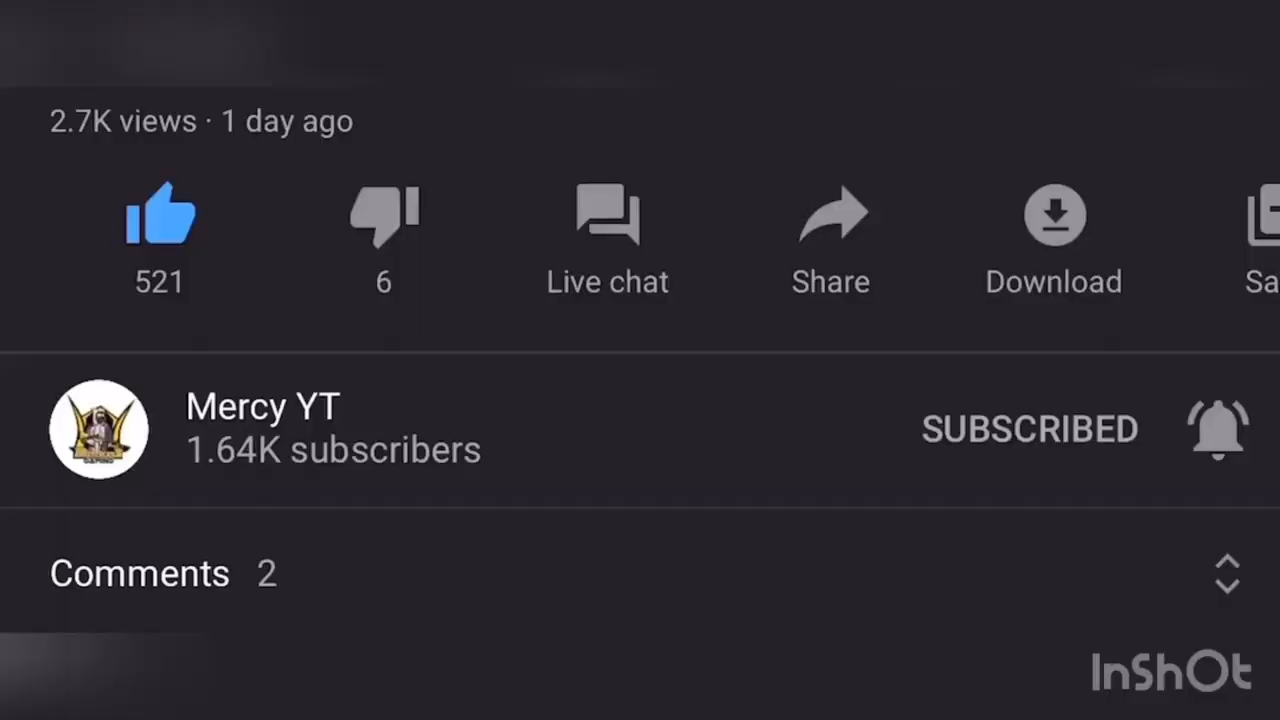 2.7K views · 1 day ago
521
6
Live chat
Share
Download
Sa
Mercy YT
1.64K subscribers
SUBSCRIBED
Comments 2
InShOt